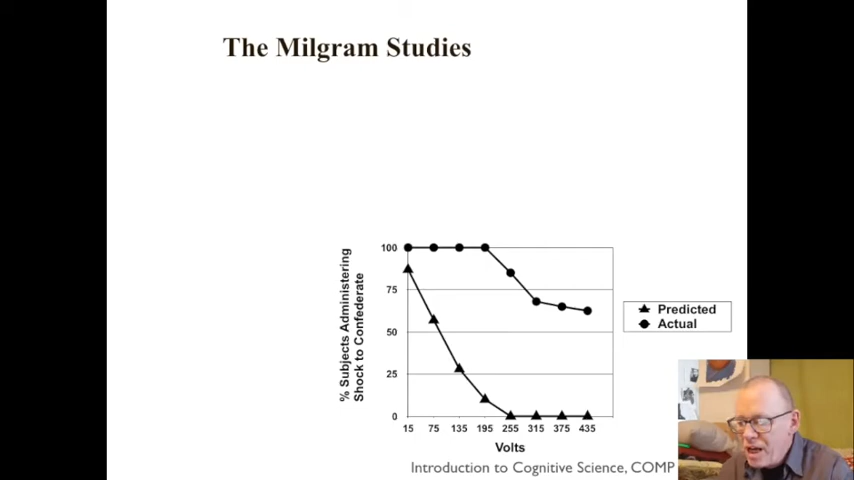 The Milgram Studies
% Subjects Administering
Shock to Confederate
100
75
50
25
0
15 75 135 195 255 315 375 435
Volts
Predicted
Actual
Introduction to Cognitive Science, COMP